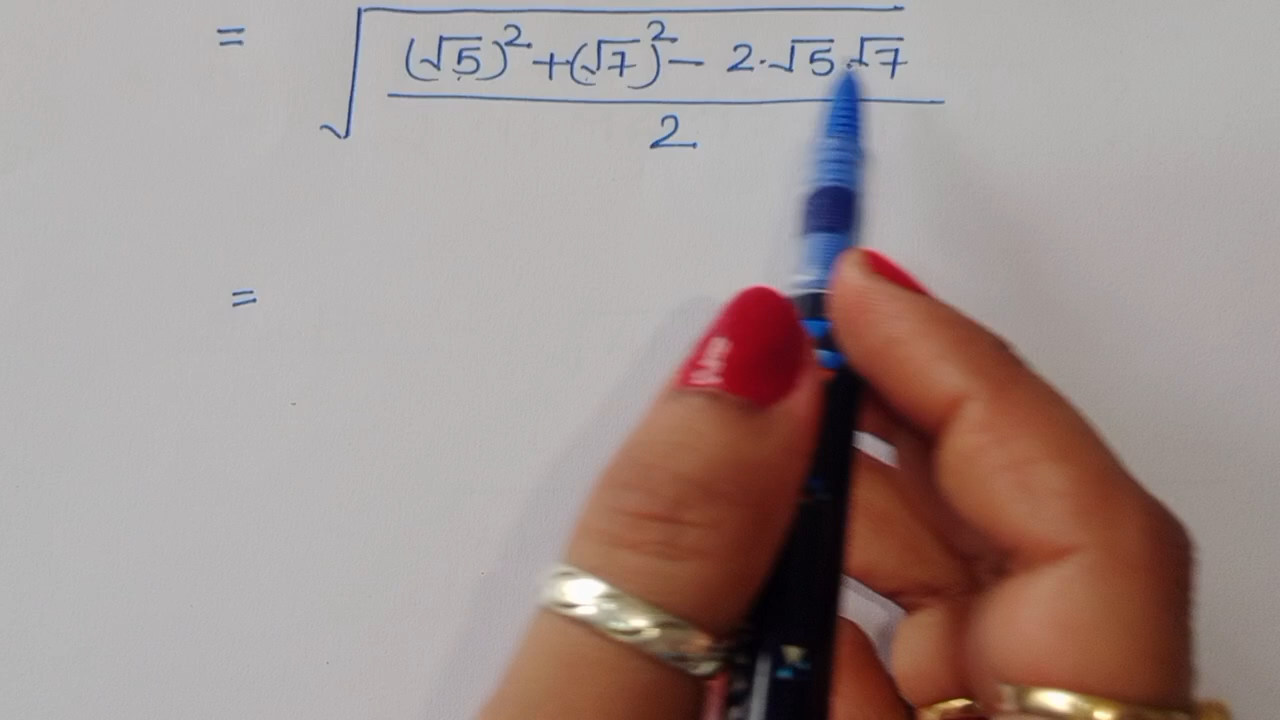 = √((√5)² + (√7)² − 2·√5·√7 / 2)
=